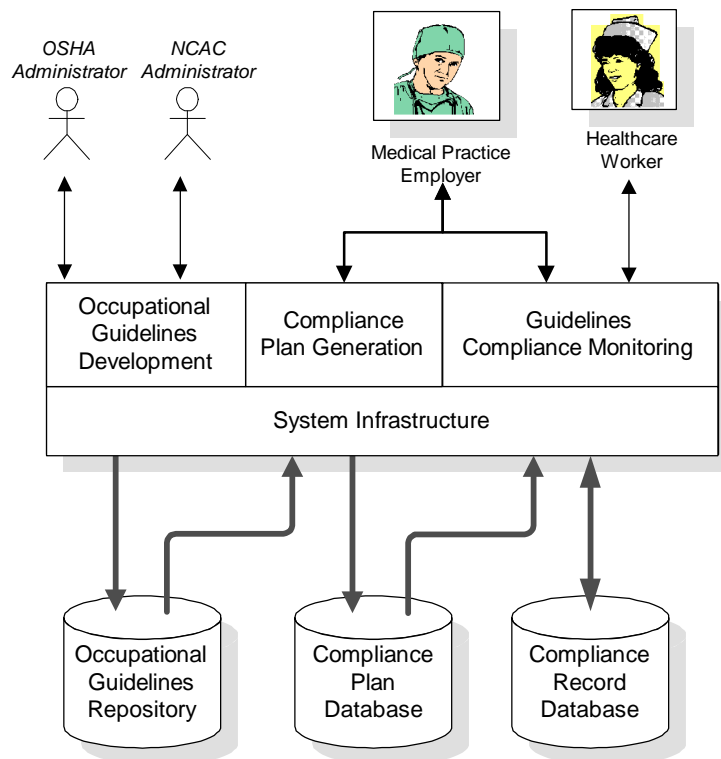 OSHA
Administrator
NCAC
Administrator
Medical Practice
Employer
Healthcare
Worker
Occupational
Guidelines
Development
Compliance
Plan Generation
Guidelines
Compliance Monitoring
System Infrastructure
Occupational
Guidelines
Repository
Compliance
Plan
Database
Compliance
Record
Database